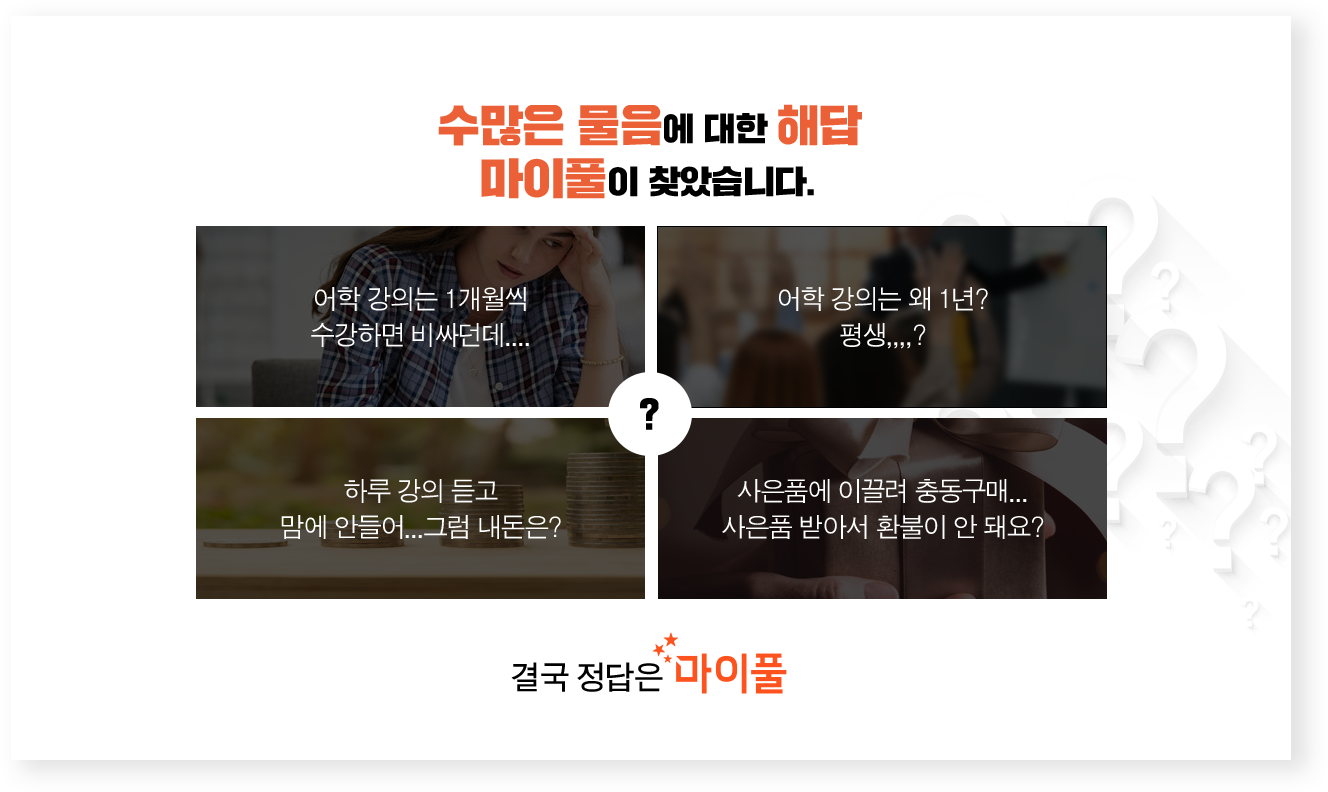 수많은 물음에 대한 해답
마이풀이 찾았습니다.
어학 강의는 1개월씩
수강하면 비싸던데....
어학 강의는 왜 1년?
평생,,,,?
?
하루 강의 듣고
맘에 안들어...그럼 내돈은?
사은품에 이끌려 충동구매...
사은품 받아서 환불이 안 돼요?
결국 정답은 마이풀